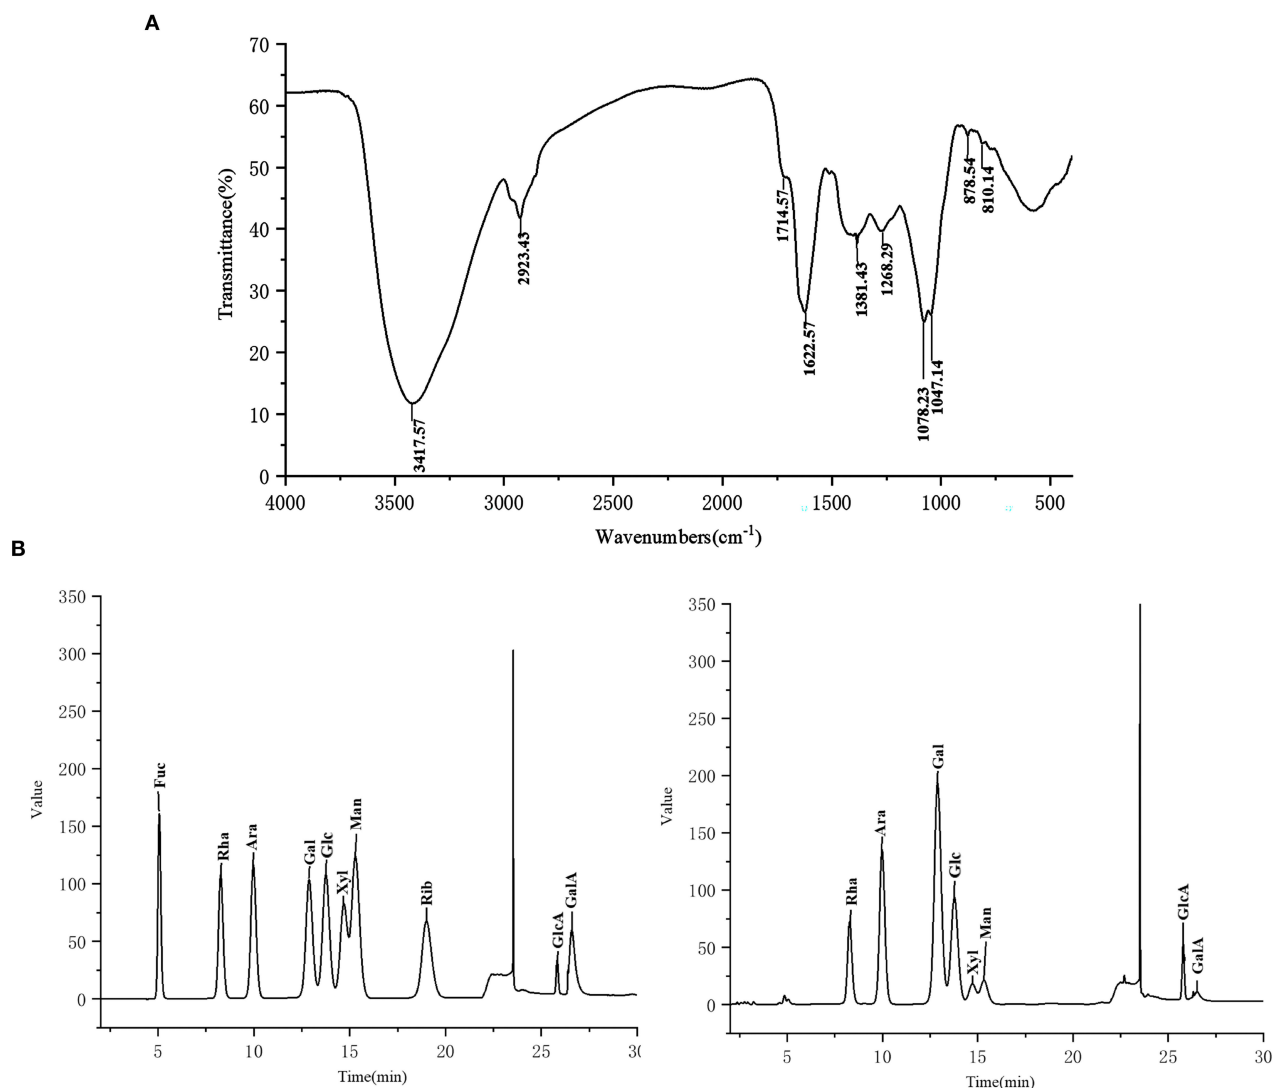 A
70
60
50
40
30
20
10
0
Transmittance(%)
3417.57
2923.43
1714.57
1622.57
1381.43
1268.29
1078.23
1047.14
878.54
810.14
4000 3500 3000 2500 2000 1500 1000 500
Wavenumbers(cm-1)
B
350
300
250
200
150
100
50
0
Value
Fuc
Rha
Ara
Gal
Glc
Xyl
Man
Rib
GlcA
GalA
5 10 15 20 25 30
Time(min)
350
300
250
200
150
100
50
0
Value
Rha
Ara
Gal
Glc
Xyl
Man
GlcA
GalA
5 10 15 20 25 30
Time(min)